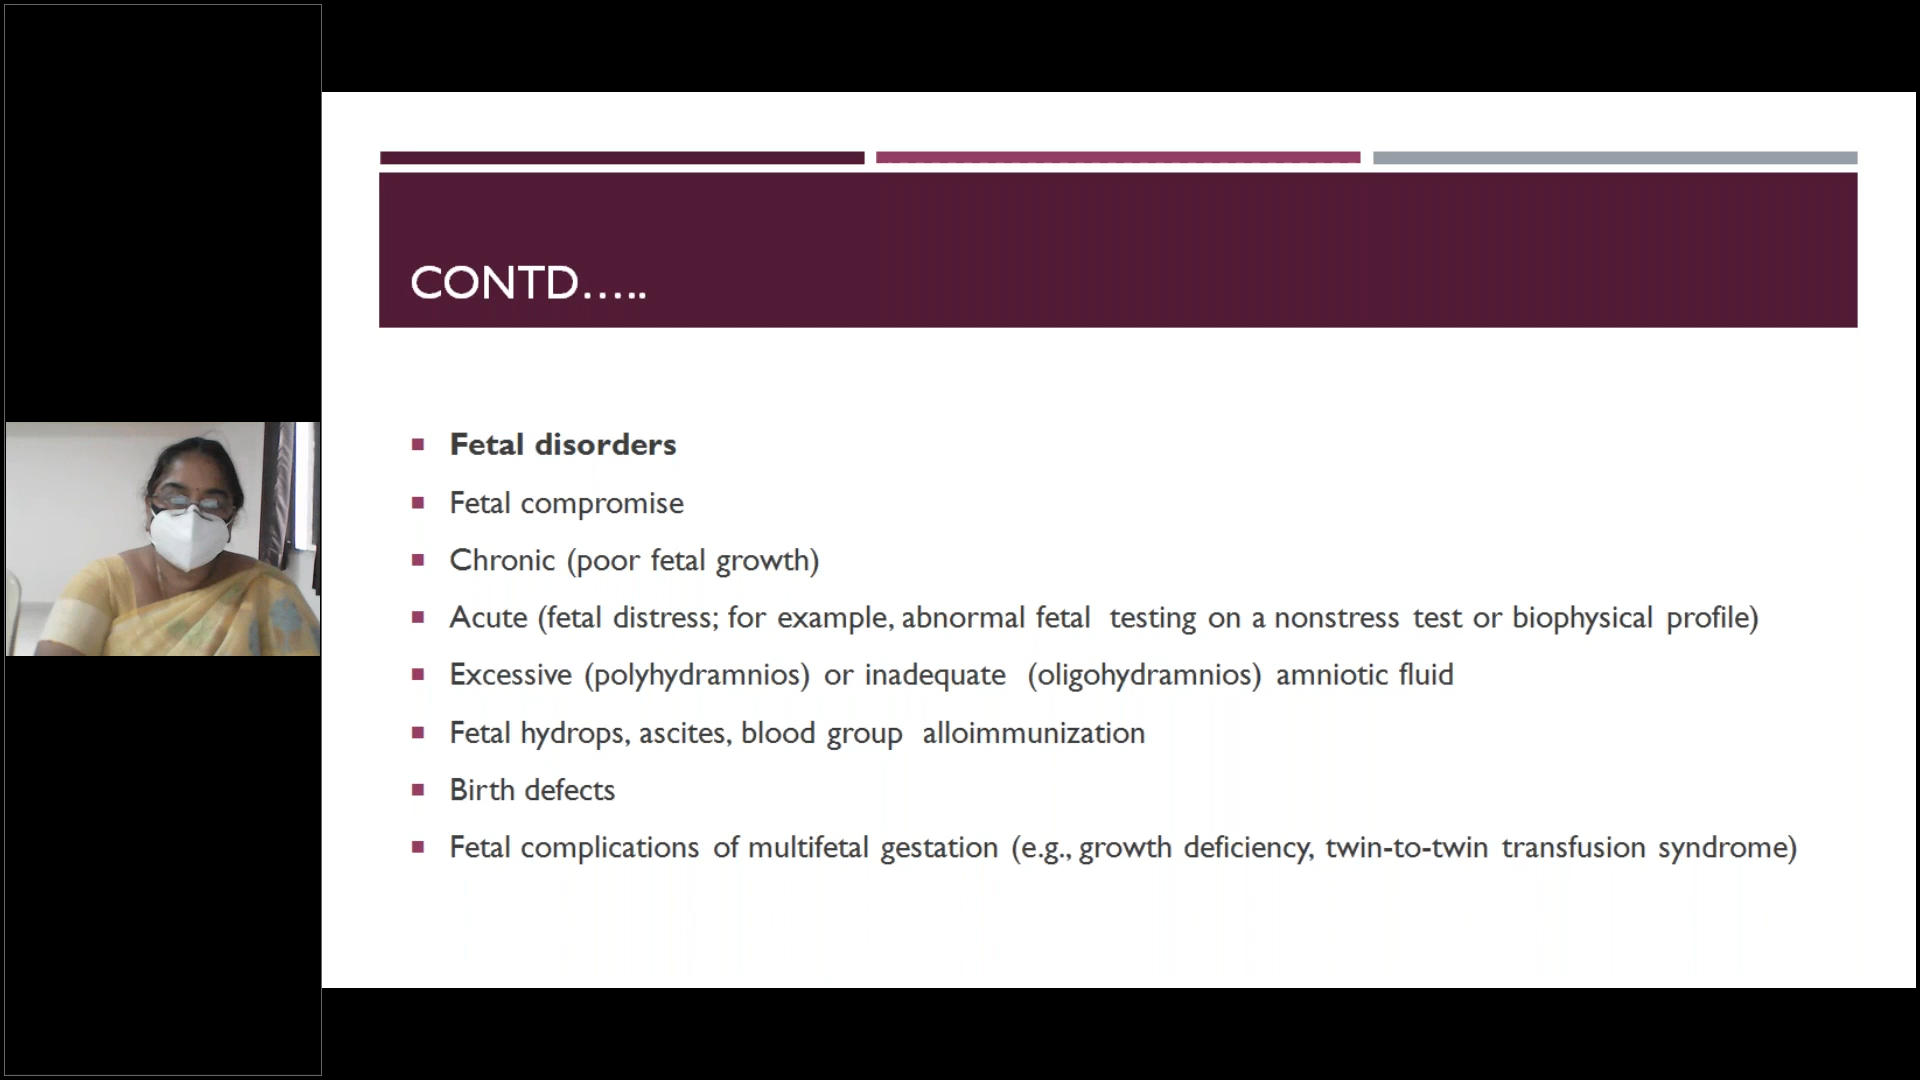 CONTD.....
Fetal disorders
Fetal compromise
Chronic (poor fetal growth)
Acute (fetal distress; for example, abnormal fetal testing on a nonstress test or biophysical profile)
Excessive (polyhydramnios) or inadequate (oligohydramnios) amniotic fluid
Fetal hydrops, ascites, blood group alloimmunization
Birth defects
Fetal complications of multifetal gestation (e.g., growth deficiency, twin-to-twin transfusion syndrome)